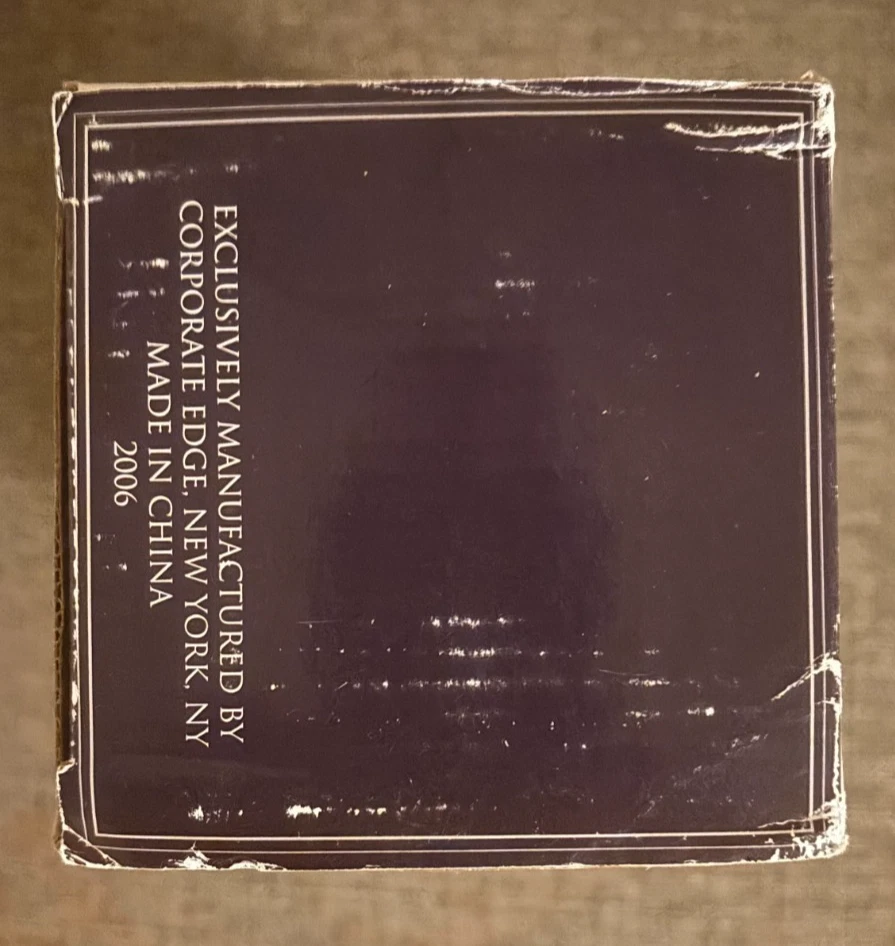 EXCLUSIVELY MANUFACTURED BY
CORPORATE EDGE, NEW YORK, NY
MADE IN CHINA
2006